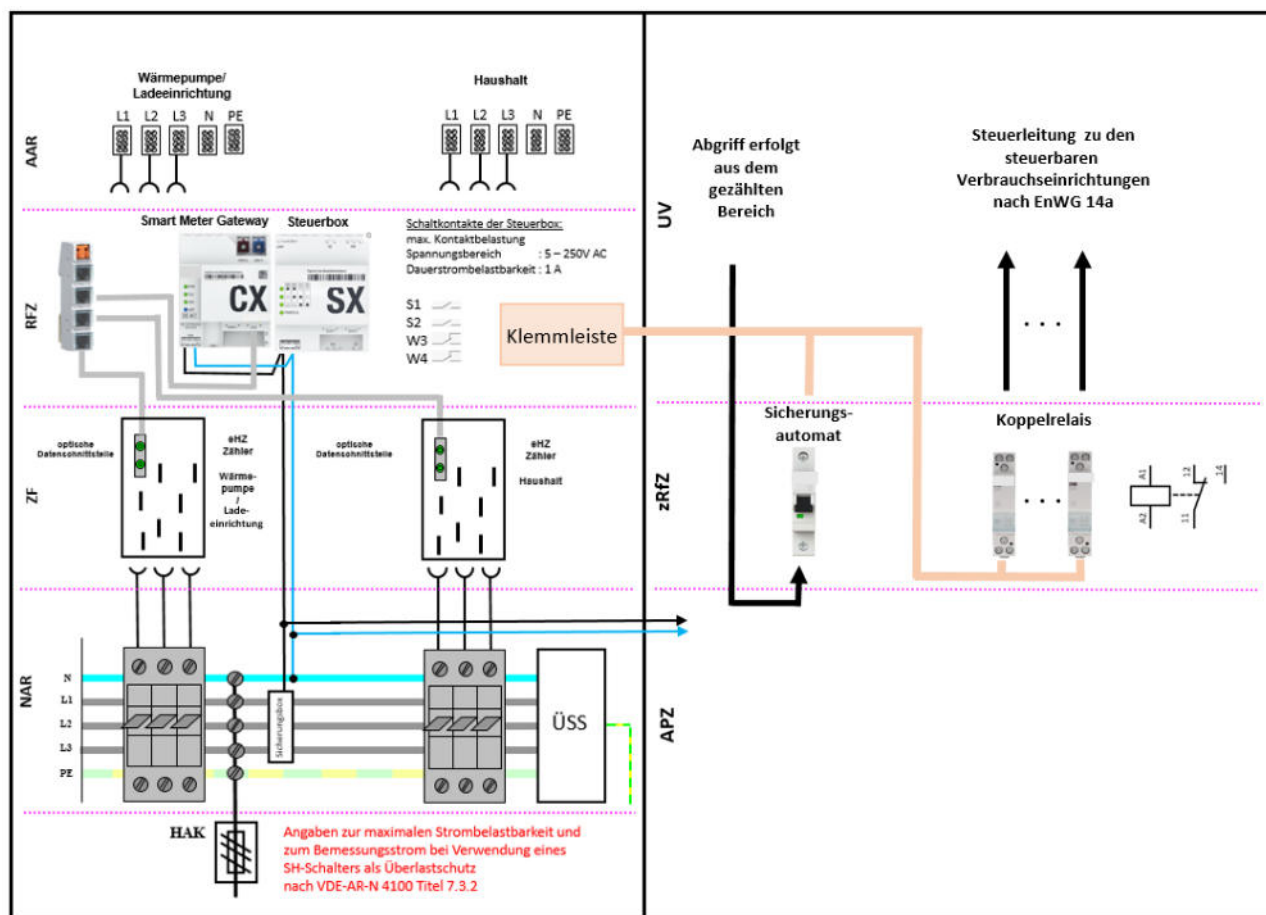 AAR
Wärmepumpe/
Ladeeinrichtung
L1 L2 L3 N PE
Haushalt
L1 L2 L3 N PE
RFZ
Smart Meter Gateway
Steuerbox
CX
SX
Schaltkontakte der Steuerbox:
max. Kontaktbelastung
Spannungsbereich : 5 – 250V AC
Dauerstrombelastbarkeit : 1 A
S1
S2
W3
W4
Klemmleiste
ZF
optische
Datenschnittstelle
eHZ
Zähler
Wärme-
pumpe
/
Lade-
einrichtung
optische
Datenschnittstelle
eHZ
Zähler
Haushalt
NAR
N
L1
L2
L3
PE
Sicherungsbox
ÜSS
HAK
Angaben zur maximalen Strombelastbarkeit und
zum Bemessungsstrom bei Verwendung eines
SH-Schalters als Überlastschutz
nach VDE-AR-N 4100 Titel 7.3.2
UV
Abgriff erfolgt
aus dem
gezählten
Bereich
Steuerleitung zu den
steuerbaren
Verbrauchseinrichtungen
nach EnWG 14a
. . .
zRfZ
Sicherungs-
automat
Koppelrelais
. . .
A1
A2
12
14
11
APZ